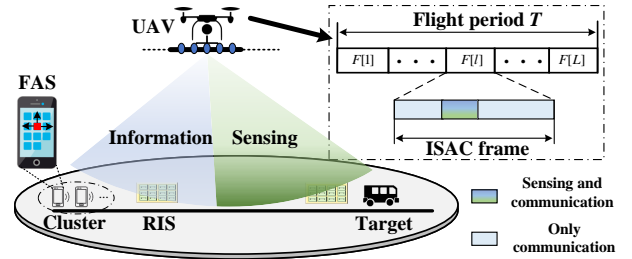 UAV
Flight period T
F[1] . . . F[l] . . . F[L]
FAS
Information
Sensing
ISAC frame
...
Cluster
RIS
Target
Sensing and
communication
Only
communication